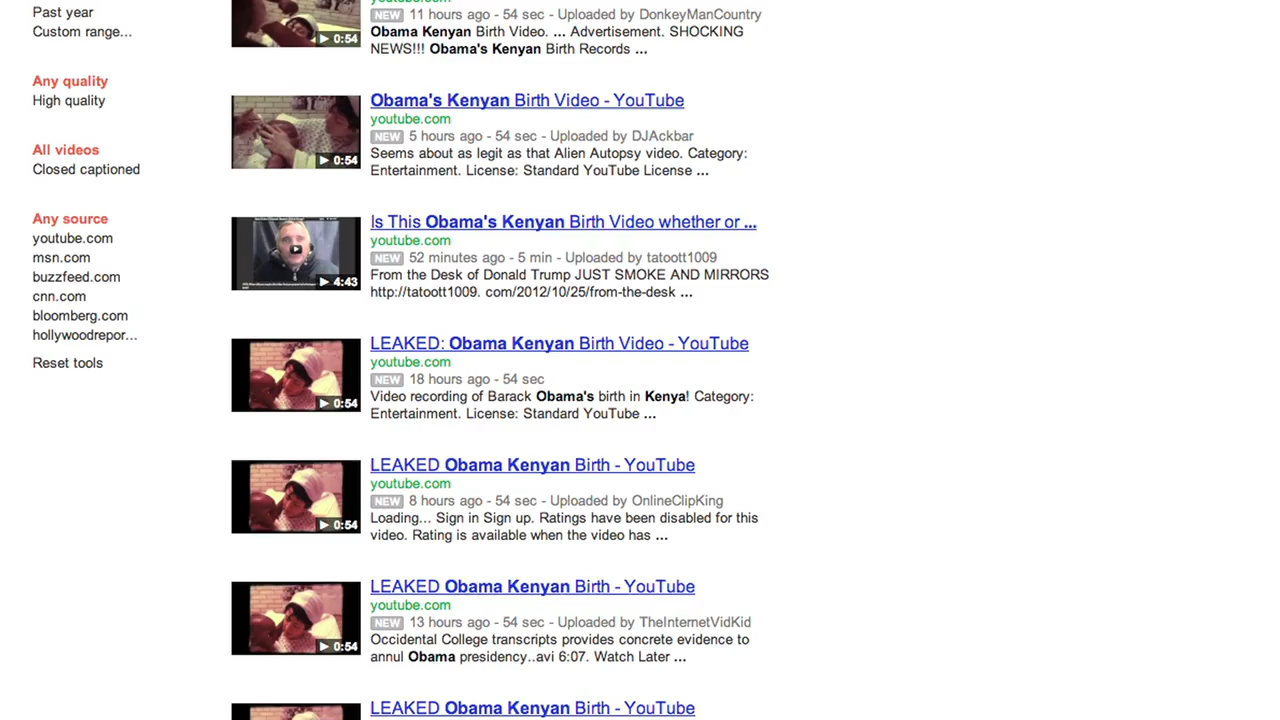 Past year
Custom range...
Any quality
High quality
All videos
Closed captioned
Any source
youtube.com
msn.com
buzzfeed.com
cnn.com
bloomberg.com
hollywoodrepor...
Reset tools
youtube.com
NEW 11 hours ago - 54 sec - Uploaded by DonkeyManCountry
Obama Kenyan Birth Video. ... Advertisement. SHOCKING
NEWS!!! Obama's Kenyan Birth Records ...
0:54
Obama's Kenyan Birth Video - YouTube
youtube.com
NEW 5 hours ago - 54 sec - Uploaded by DJAckbar
Seems about as legit as that Alien Autopsy video. Category:
Entertainment. License: Standard YouTube License ...
0:54
Is This Obama's Kenyan Birth Video whether or ...
youtube.com
NEW 52 minutes ago - 5 min - Uploaded by tatoott1009
From the Desk of Donald Trump JUST SMOKE AND MIRRORS
http://tatoott1009. com/2012/10/25/from-the-desk ...
4:43
LEAKED: Obama Kenyan Birth Video - YouTube
youtube.com
NEW 18 hours ago - 54 sec
Video recording of Barack Obama's birth in Kenya! Category:
Entertainment. License: Standard YouTube ...
0:54
LEAKED Obama Kenyan Birth - YouTube
youtube.com
NEW 8 hours ago - 54 sec - Uploaded by OnlineClipKing
Loading... Sign in Sign up. Ratings have been disabled for this
video. Rating is available when the video has ...
0:54
LEAKED Obama Kenyan Birth - YouTube
youtube.com
NEW 13 hours ago - 54 sec - Uploaded by TheInternetVidKid
Occidental College transcripts provides concrete evidence to
annul Obama presidency..avi 6:07. Watch Later ...
0:54
LEAKED Obama Kenyan Birth - YouTube